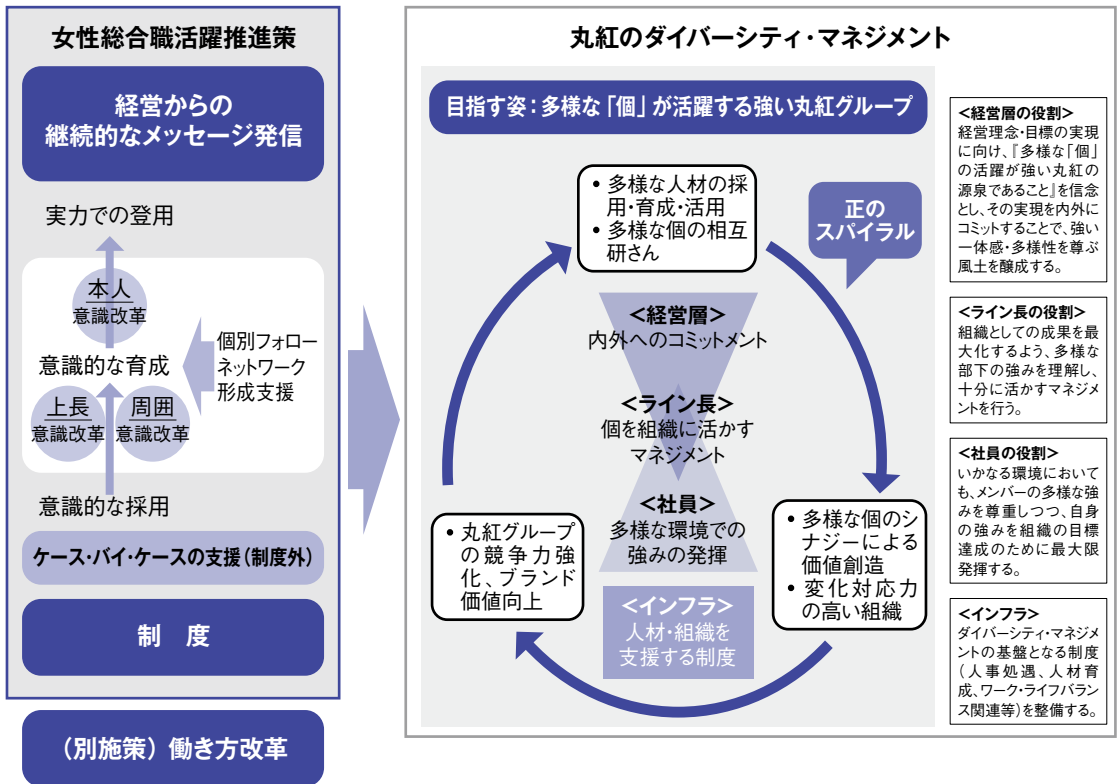 女性総合職活躍推進策
経営からの
継続的なメッセージ発信
実力での登用
本人
意識改革
意識的な育成
個別フォロー
ネットワーク
形成支援
上長
意識改革
周囲
意識改革
意識的な採用
ケース・バイ・ケースの支援（制度外）
制　度
（別施策）働き方改革
丸紅のダイバーシティ・マネジメント
目指す姿：多様な「個」が活躍する強い丸紅グループ
• 多様な人材の採
用・育成・活用
• 多様な個の相互
研さん
正の
スパイラル
<経営層>
内外へのコミットメント
<ライン長>
個を組織に活かす
マネジメント
<社員>
多様な環境での
強みの発揮
<インフラ>
人材・組織を
支援する制度
• 多様な個のシ
ナジーによる
価値創造
• 変化対応力
の高い組織
• 丸紅グループ
の競争力強
化、ブランド
価値向上
<経営層の役割>
経営理念・目標の実現
に向け、『多様な「個」
の活躍が強い丸紅の
源泉であること』を信念
とし、その実現を内外に
コミットすることで、強い
一体感・多様性を尊ぶ
風土を醸成する。
<ライン長の役割>
組織としての成果を最
大化するよう、多様な
部下の強みを理解し、
十分に活かすマネジメ
ントを行う。
<社員の役割>
いかなる環境において
も、メンバーの多様な強
みを尊重しつつ、自身
の強みを組織の目標
達成のために最大限
発揮する。
<インフラ>
ダイバーシティ・マネジメ
ントの基盤となる制度
（人事処遇、人材育
成、ワーク・ライフバラン
ス関連等）を整備する。